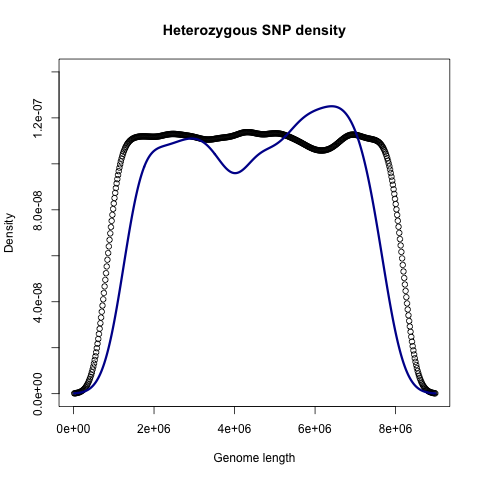 Heterozygous SNP density
Density
1.2e-07
8.0e-08
4.0e-08
0.0e+00
0e+00 2e+06 4e+06 6e+06 8e+06
Genome length